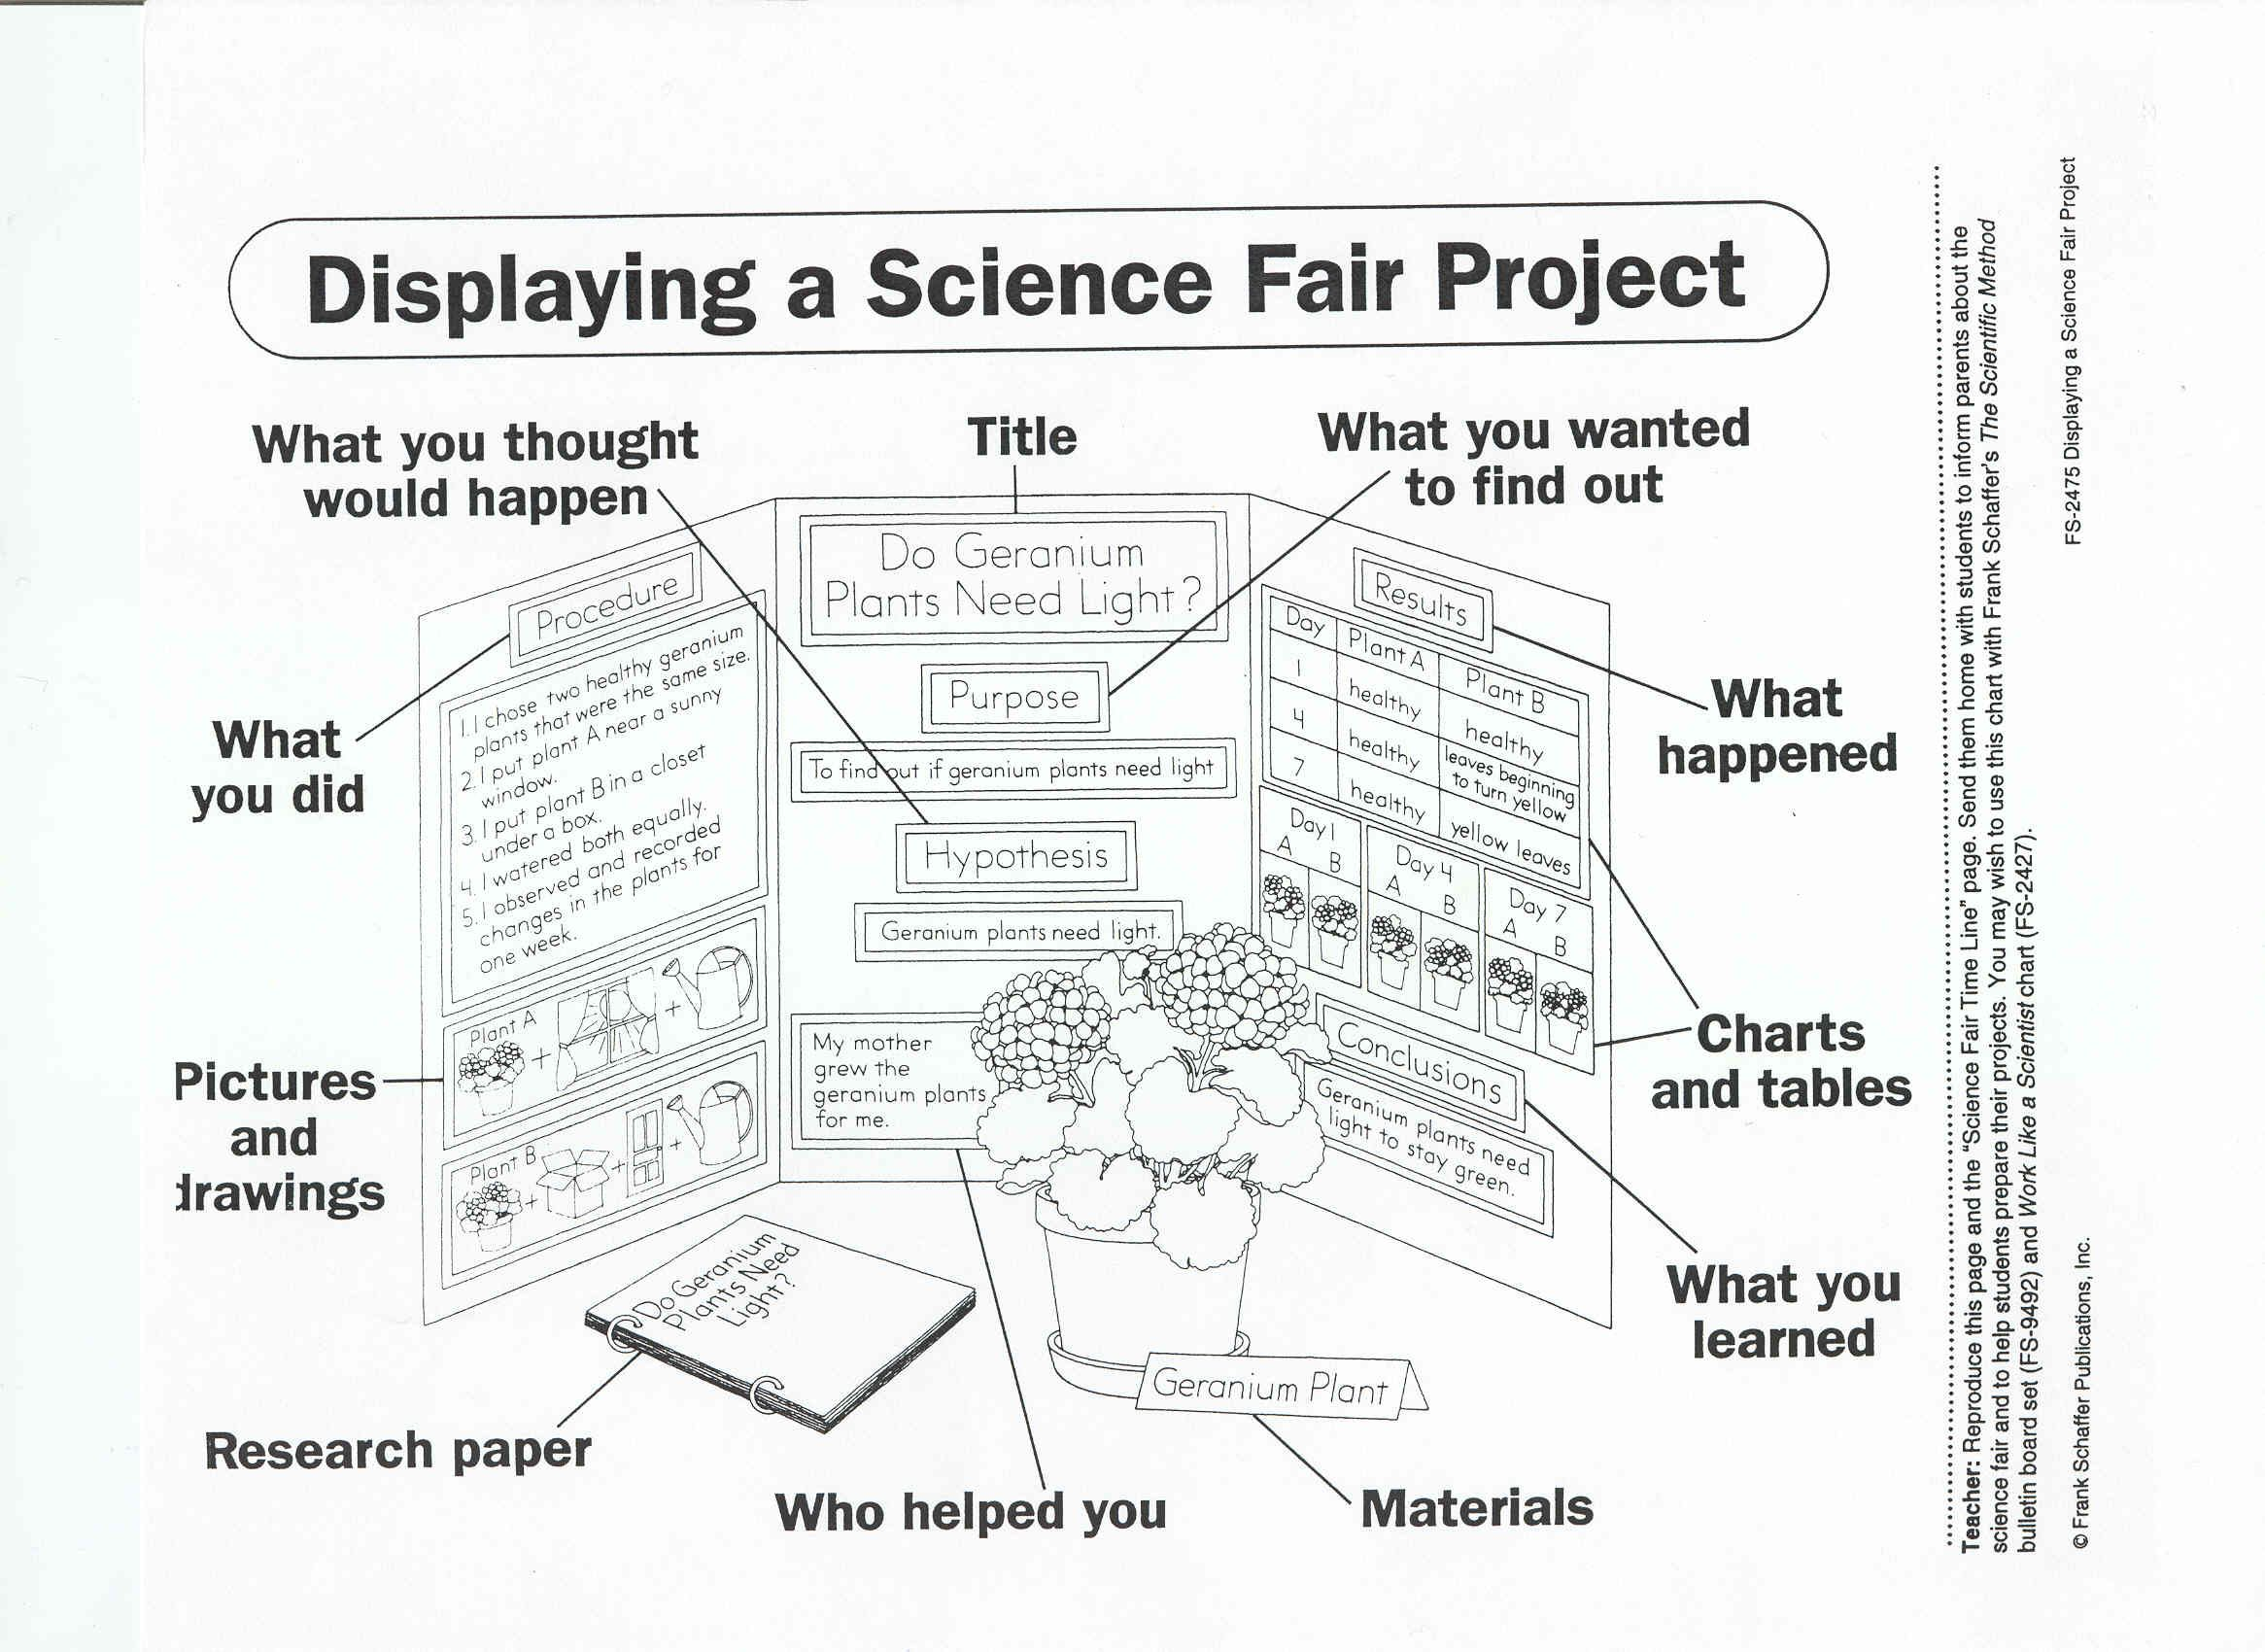 Displaying a Science Fair Project
What you thought
would happen
Title
What you wanted
to find out
What
you did
Procedure
1. I chose two healthy geranium
plants that were the same size.
2. I put plant A near a sunny
window.
3. I put plant B in a closet
under a box.
4. I watered both equally.
5. I observed and recorded
changes in the plants for
one week.
Pictures
and
drawings
Plant A
+
+
Plant B
+
+
+
Do Geranium
Plants Need Light?
Purpose
To find out if geranium plants need light
Hypothesis
Geranium plants need light.
My mother
grew the
geranium plants
for me.
Results
Day Plant A Plant B
1 healthy healthy
4 healthy leaves beginning
to turn yellow
7 healthy yellow leaves
Day 1 Day 4 Day 7
A B A B A B
Conclusions
Geranium plants need
light to stay green.
What
happened
Charts
and tables
What you
learned
Do Geranium
Plants Need
Light?
Geranium Plant
Research paper
Who helped you
Materials
Teacher: Reproduce this page and the “Science Fair Time Line” page. Send them home with students to inform parents about the
science fair and to help students prepare their projects. You may wish to use this chart with Frank Schaffer's The Scientific Method
bulletin board set (FS-9492) and Work Like a Scientist chart (FS-2427).
© Frank Schaffer Publications, Inc.
FS-2475 Displaying a Science Fair Project